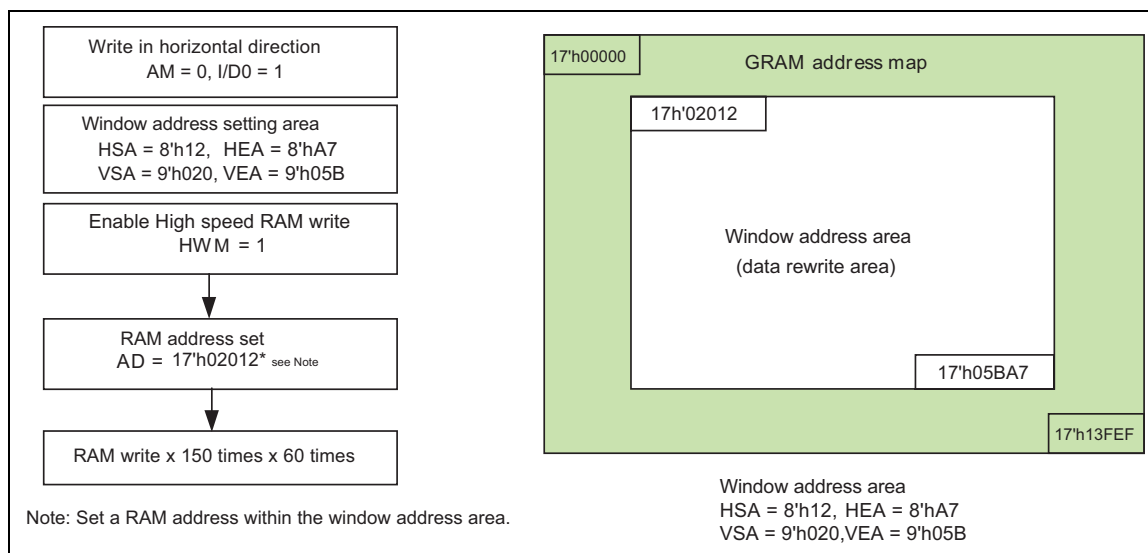 Write in horizontal direction
AM = 0, I/D0 = 1
Window address setting area
HSA = 8'h12, HEA = 8'hA7
VSA = 9'h020, VEA = 9'h05B
Enable High speed RAM write
HWM = 1
RAM address set
AD = 17'h02012* see Note
RAM write x 150 times x 60 times
Note: Set a RAM address within the window address area.
17'h00000
GRAM address map
17h'02012
Window address area
(data rewrite area)
17'h05BA7
17'h13FEF
Window address area
HSA = 8'h12, HEA = 8'hA7
VSA = 9'h020,VEA = 9'h05B